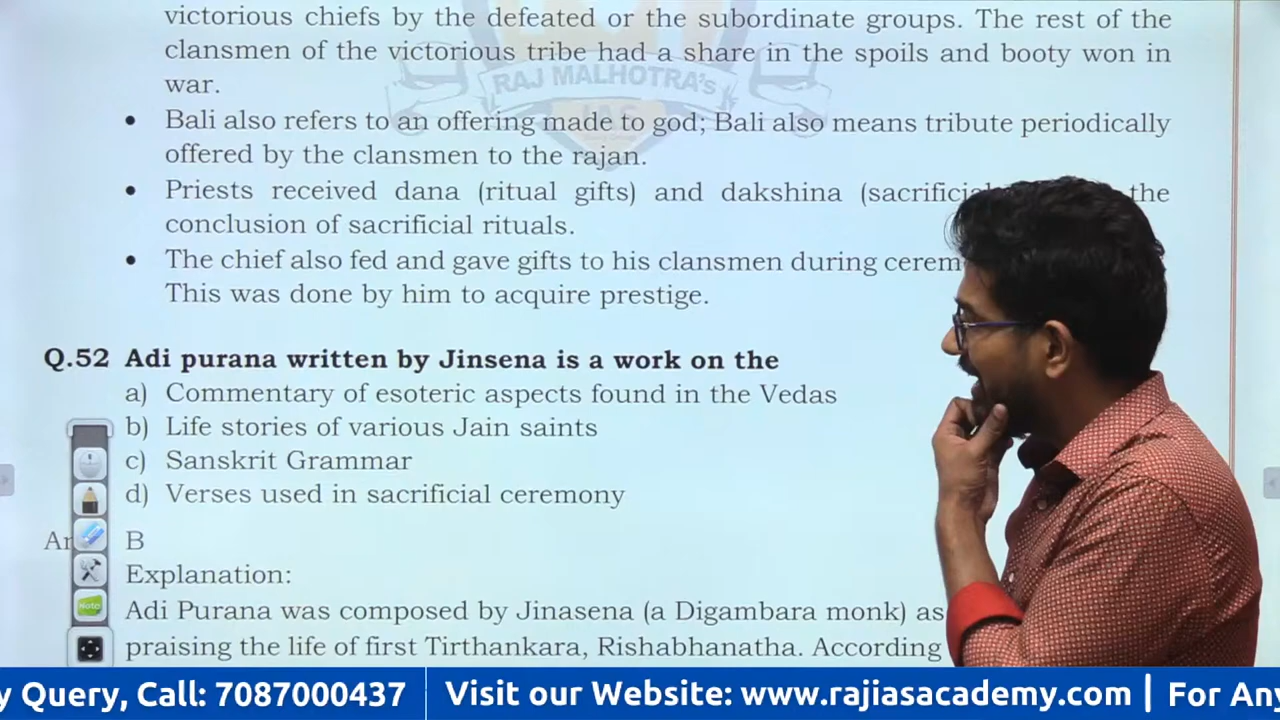 victorious chiefs by the defeated or the subordinate groups. The rest of the
clansmen of the victorious tribe had a share in the spoils and booty won in
war.
RAJ MALHOTRA's
IAS
• Bali also refers to an offering made to god; Bali also means tribute periodically
offered by the clansmen to the rajan.
• Priests received dana (ritual gifts) and dakshina the
conclusion of sacrificial rituals.
• The chief also fed and gave gifts to his clansmen during
This was done by him to acquire prestige.
Q.52 Adi purana written by Jinsena is a work on the
a) Commentary of esoteric aspects found in the Vedas
b) Life stories of various Jain saints
c) Sanskrit Grammar
d) Verses used in sacrificial ceremony
B
Explanation:
Note
Adi Purana was composed by Jinasena (a Digambara monk) as
praising the life of first Tirthankara, Rishabhanatha. According
y Query, Call: 7087000437 Visit our Website: www.rajiasacademy.com | For Any